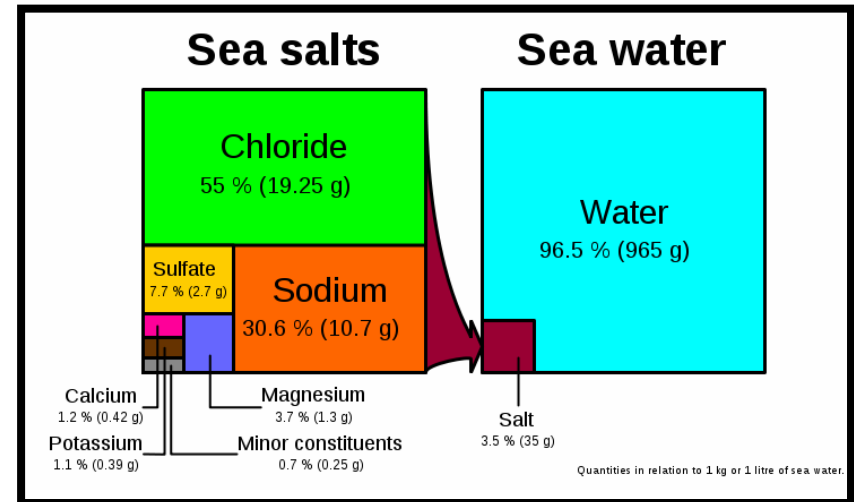 Sea salts
Sea water
Chloride
55 % (19.25 g)
Sulfate
7.7 % (2.7 g)
Sodium
30.6 % (10.7 g)
Water
96.5 % (965 g)
Calcium
1.2 % (0.42 g)
Magnesium
3.7 % (1.3 g)
Potassium
1.1 % (0.39 g)
Minor constituents
0.7 % (0.25 g)
Salt
3.5 % (35 g)
Quantities in relation to 1 kg or 1 litre of sea water.